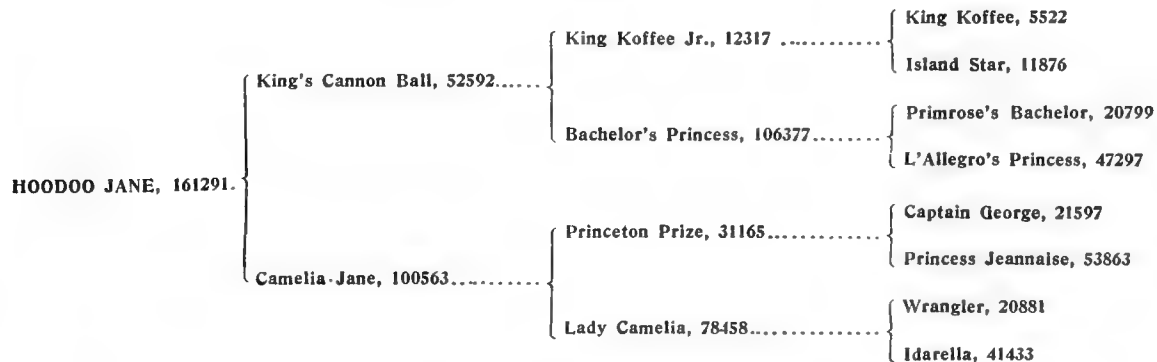 King Koffee, 5522
King Koffee Jr., 12317 ............
Island Star, 11876
King's Cannon Ball, 52592......
Primrose's Bachelor, 20799
Bachelor's Princess, 106377........
L'Allegro's Princess, 47297
HOODOO JANE, 161291.
Captain George, 21597
Princeton Prize, 31165..............
Princess Jeannaise, 53863
Camelia Jane, 100563..........
Wrangler, 20881
Lady Camelia, 78458...............
Idarella, 41433